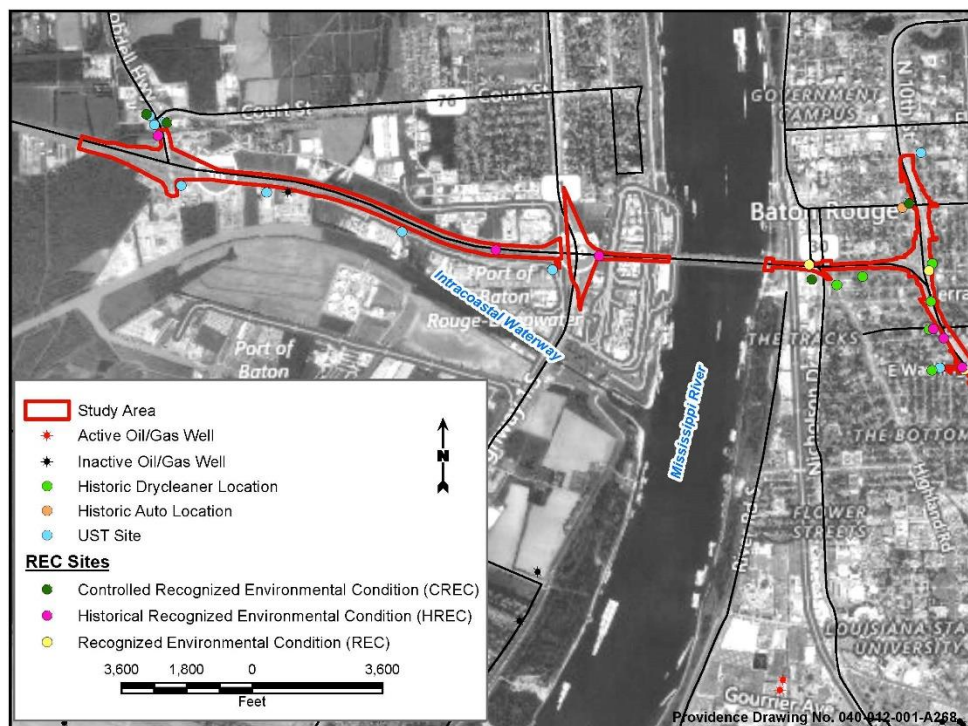 N 10th St
Court St
76
Court St
GOVERNMENT
CAMPUS
Baton Rouge
Port of
Baton
Rouge-
Intracoastal Waterway
Port of
Baton
THE TRACKS
E Wa
Mississippi River
Nicholson D
THE BOTTOM
Highland Rd
FLOWER
STREETS
River Rd
LOUISIANA STA
UNIVERSITY
Gourrier Ave
Study Area
Active Oil/Gas Well
Inactive Oil/Gas Well
N
Historic Drycleaner Location
Historic Auto Location
UST Site
REC Sites
Controlled Recognized Environmental Condition (CREC)
Historical Recognized Environmental Condition (HREC)
Recognized Environmental Condition (REC)
3,600 1,800 0 3,600
Feet
Providence Drawing No. 040-012-001-A268